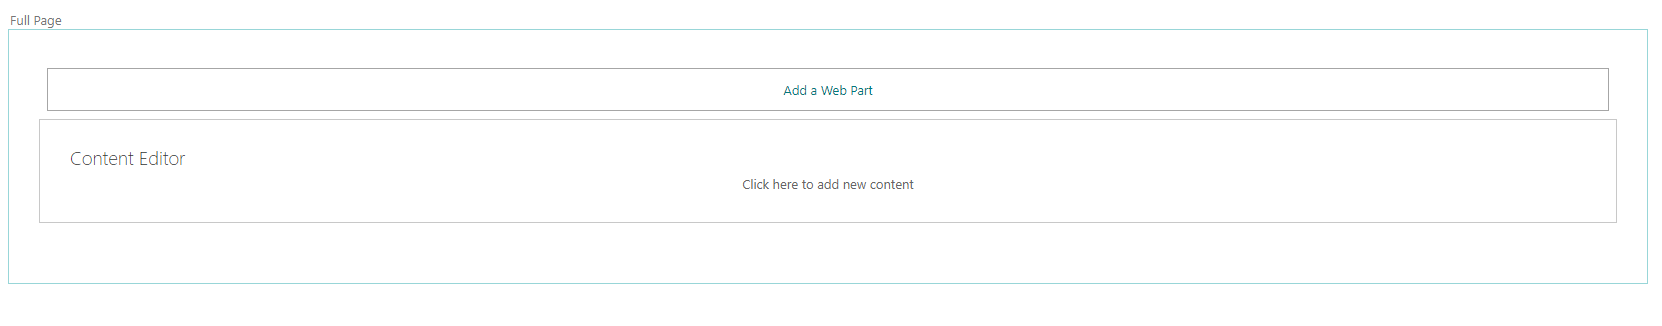 Full Page
Add a Web Part
Content Editor
Click here to add new content